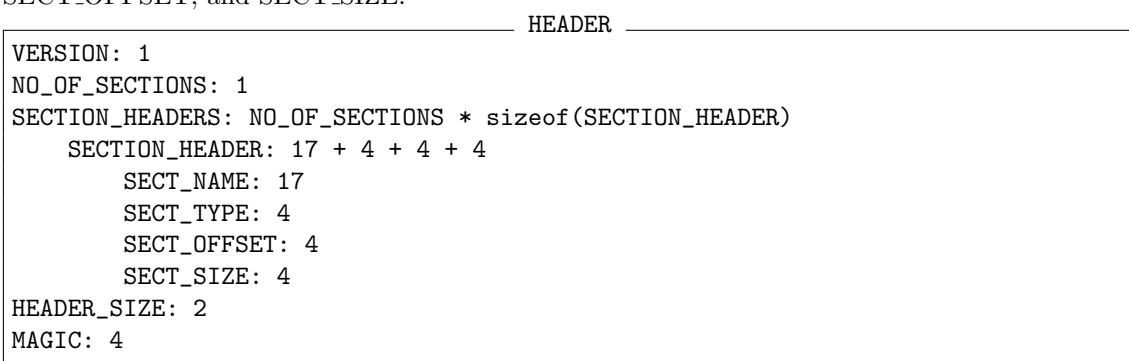 SECT_OFFSET, and SECT_SIZE.
HEADER
VERSION: 1
NO_OF_SECTIONS: 1
SECTION_HEADERS: NO_OF_SECTIONS * sizeof(SECTION_HEADER)
SECTION_HEADER: 17 + 4 + 4 + 4
SECT_NAME: 17
SECT_TYPE: 4
SECT_OFFSET: 4
SECT_SIZE: 4
HEADER_SIZE: 2
MAGIC: 4